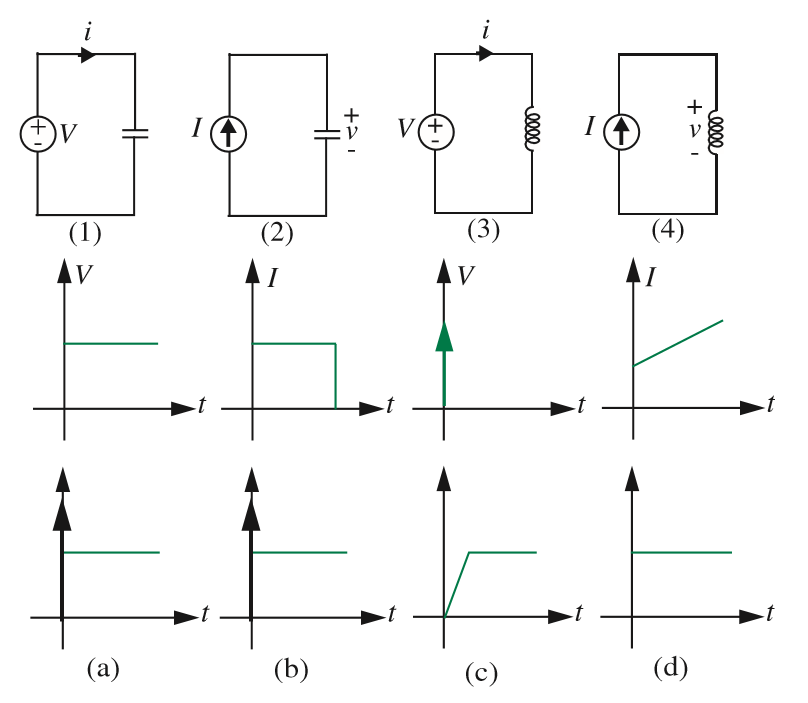 i i
+ - V I + v - V + - I + v -
(1) (2) (3) (4)
V I V I
t t t t
t t t t
(a) (b) (c) (d)